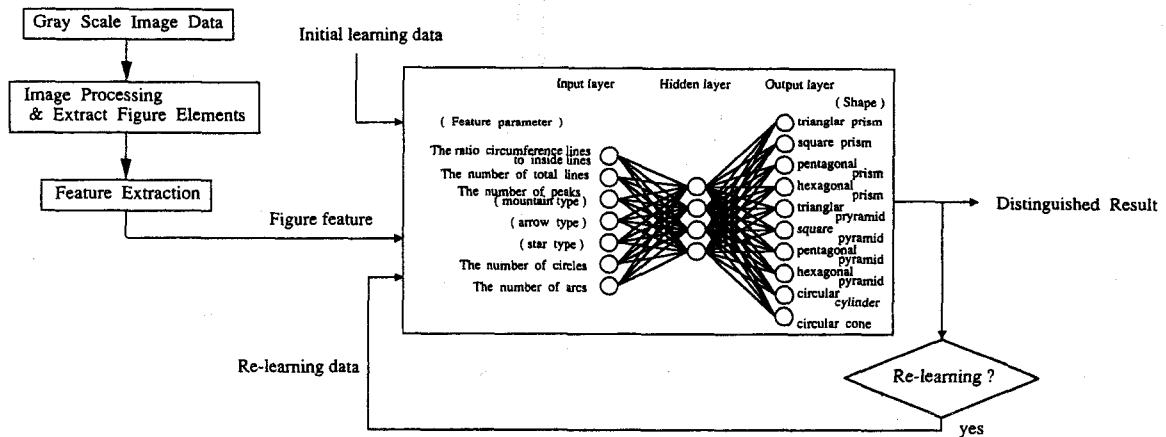 Gray Scale Image Data
Image Processing
& Extract Figure Elements
Feature Extraction
Initial learning data
Figure feature
Re-learning data
Input layer
Hidden layer
Output layer
( Feature parameter )
The ratio circumference lines
to inside lines
The number of total lines
The number of peaks
( mountain type )
( arrow type )
( star type )
The number of circles
The number of arcs
( Shape )
trianglar prism
square prism
pentagonal
prism
hexagonal
prism
trianglar
pryramid
square
pyramid
pentagonal
pyramid
hexagonal
pyramid
circular
cylinder
circular cone
Distinguished Result
Re-learning ?
yes